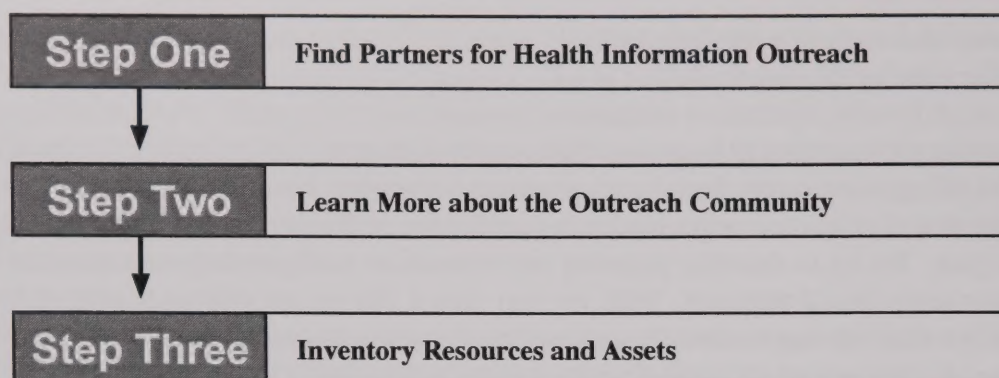 Step One Find Partners for Health Information Outreach
Step Two Learn More about the Outreach Community
Step Three Inventory Resources and Assets